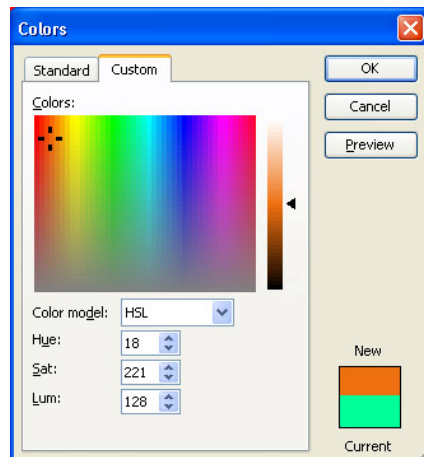 Colors
Standard Custom
OK
Colors:
Cancel
Preview
Color model: HSL
Hue: 18
Sat: 221
Lum: 128
New
Current